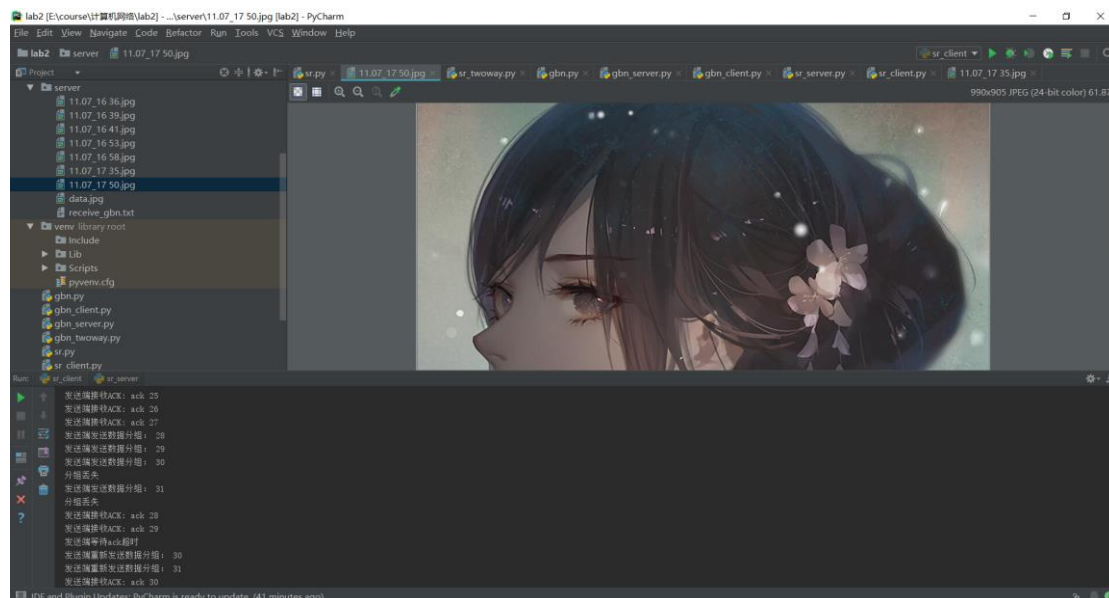 lab2 [E:\course\计算机网络\lab2] - ...\server\11.07_17 50.jpg [lab2] - PyCharm
File Edit View Navigate Code Refactor Run Tools VCS Window Help
lab2 server 11.07_17 50.jpg sr_client
Project sr.py 11.07_17 50.jpg sr_twoway.py gbn.py gbn_server.py gbn_client.py sr_server.py sr_client.py 11.07_17 35.jpg
990x905 JPEG (24-bit color) 61.87
server
11.07_16 36.jpg
11.07_16 39.jpg
11.07_16 41.jpg
11.07_16 53.jpg
11.07_16 58.jpg
11.07_17 35.jpg
11.07_17 50.jpg
data.jpg
receive_gbn.txt
venv library root
Include
Lib
Scripts
pyvenv.cfg
gbn.py
gbn_client.py
gbn_server.py
gbn_twoway.py
sr.py
sr_client.py
Run: sr_client sr_server
发送端接收ACK: ack 25
发送端接收ACK: ack 26
发送端接收ACK: ack 27
发送端发送数据分组: 28
发送端发送数据分组: 29
发送端发送数据分组: 30
分组丢失
发送端发送数据分组: 31
分组丢失
发送端接收ACK: ack 28
发送端接收ACK: ack 29
发送端等待ack超时
发送端重新发送数据分组: 30
发送端重新发送数据分组: 31
发送端接收ACK: ack 30
IDE and Plugin Updates: PyCharm is ready to update. (41 minutes ago)